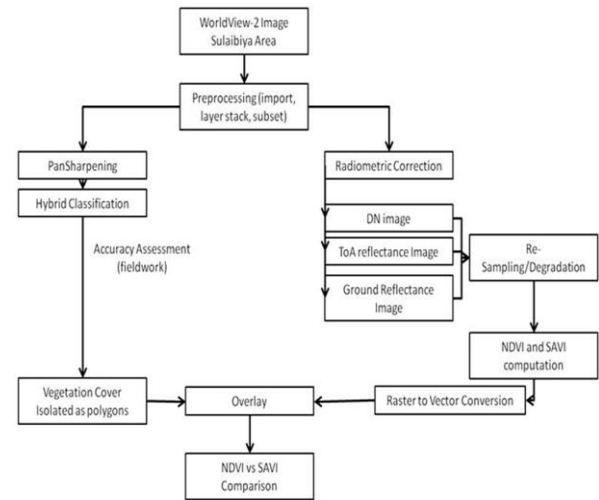 WorldView-2 Image
Sulaibiya Area
Preprocessing (import,
layer stack, subset)
PanSharpening
Radiometric Correction
Hybrid Classification
DN image
Accuracy Assessment
(fieldwork)
ToA reflectance Image
Re-
Sampling/Degradation
Ground Reflectance
Image
NDVI and SAVI
computation
Vegetation Cover
Isolated as polygons
Overlay
Raster to Vector Conversion
NDVI vs SAVI
Comparison